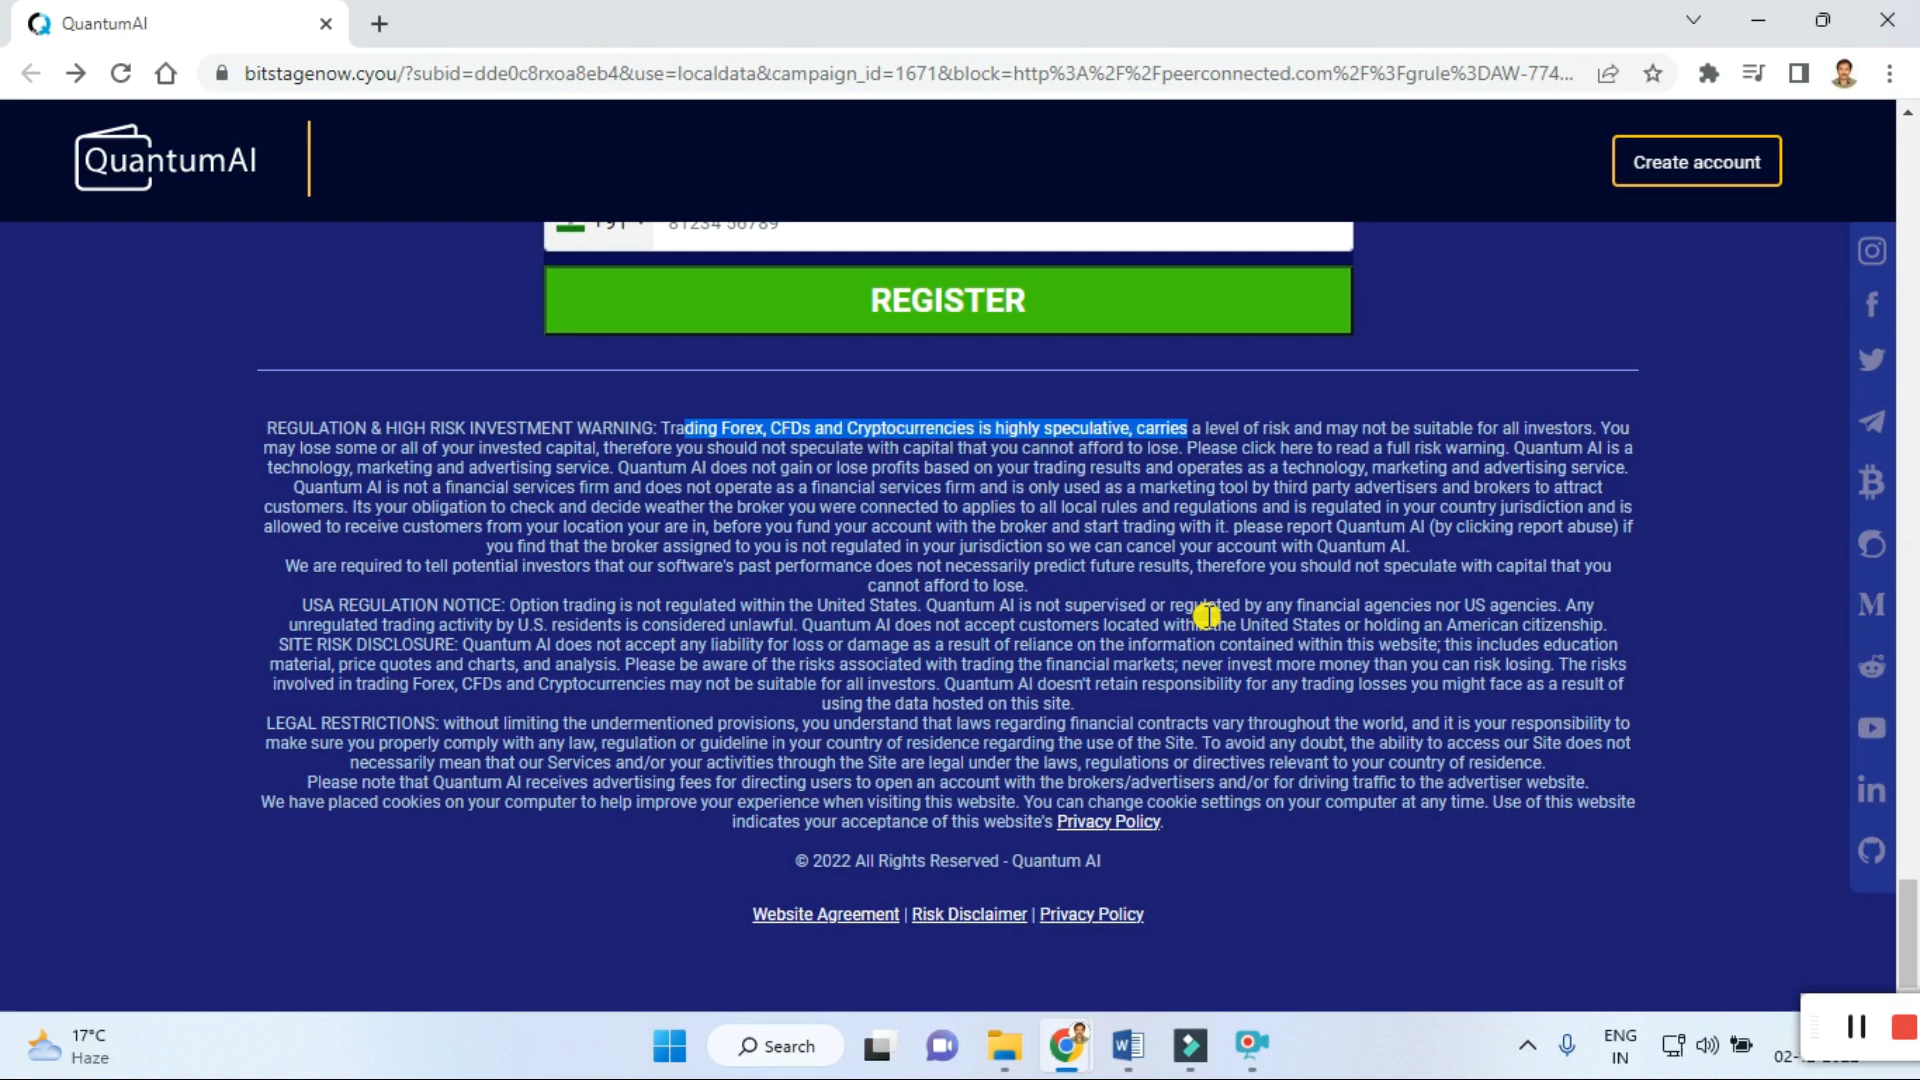 QuantumAI
bitstagenow.cyou/?subid=dde0c8rxoa8eb4&use=localdata&campaign_id=1671&block=http%3A%2F%2Fpeerconnected.com%2F%3Fgrule%3DAW-774...
QuantumAI
Create account
+91
81234 56789
REGISTER
REGULATION & HIGH RISK INVESTMENT WARNING: Trading Forex, CFDs and Cryptocurrencies is highly speculative, carries a level of risk and may not be suitable for all investors. You
may lose some or all of your invested capital, therefore you should not speculate with capital that you cannot afford to lose. Please click here to read a full risk warning. Quantum AI is a
technology, marketing and advertising service. Quantum AI does not gain or lose profits based on your trading results and operates as a technology, marketing and advertising service.
Quantum AI is not a financial services firm and does not operate as a financial services firm and is only used as a marketing tool by third party advertisers and brokers to attract
customers. Its your obligation to check and decide weather the broker you were connected to applies to all local rules and regulations and is regulated in your country jurisdiction and is
allowed to receive customers from your location your are in, before you fund your account with the broker and start trading with it. please report Quantum AI (by clicking report abuse) if
you find that the broker assigned to you is not regulated in your jurisdiction so we can cancel your account with Quantum AI.
We are required to tell potential investors that our software's past performance does not necessarily predict future results, therefore you should not speculate with capital that you
cannot afford to lose.
USA REGULATION NOTICE: Option trading is not regulated within the United States. Quantum AI is not supervised or regulated by any financial agencies nor US agencies. Any
unregulated trading activity by U.S. residents is considered unlawful. Quantum AI does not accept customers located within the United States or holding an American citizenship.
SITE RISK DISCLOSURE: Quantum AI does not accept any liability for loss or damage as a result of reliance on the information contained within this website; this includes education
material, price quotes and charts, and analysis. Please be aware of the risks associated with trading the financial markets; never invest more money than you can risk losing. The risks
involved in trading Forex, CFDs and Cryptocurrencies may not be suitable for all investors. Quantum AI doesn't retain responsibility for any trading losses you might face as a result of
using the data hosted on this site.
LEGAL RESTRICTIONS: without limiting the undermentioned provisions, you understand that laws regarding financial contracts vary throughout the world, and it is your responsibility to
make sure you properly comply with any law, regulation or guideline in your country of residence regarding the use of the Site. To avoid any doubt, the ability to access our Site does not
necessarily mean that our Services and/or your activities through the Site are legal under the laws, regulations or directives relevant to your country of residence.
Please note that Quantum AI receives advertising fees for directing users to open an account with the brokers/advertisers and/or for driving traffic to the advertiser website.
We have placed cookies on your computer to help improve your experience when visiting this website. You can change cookie settings on your computer at any time. Use of this website
indicates your acceptance of this website's Privacy Policy.
© 2022 All Rights Reserved - Quantum AI
Website Agreement | Risk Disclaimer | Privacy Policy
17°C
Haze
Search
ENG
IN